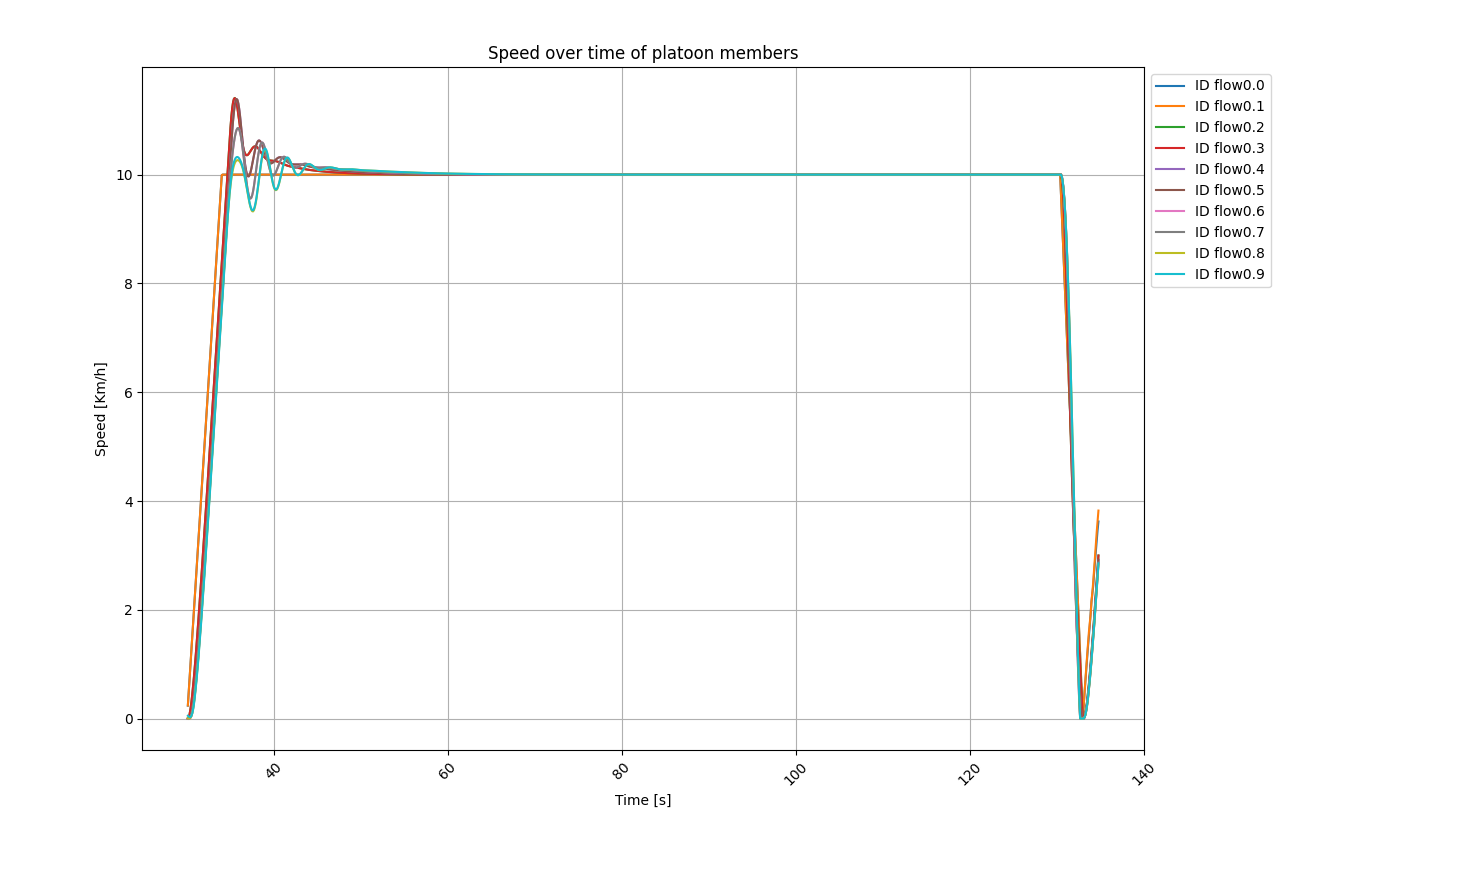 Speed over time of platoon members
ID flow0.0
ID flow0.1
ID flow0.2
ID flow0.3
ID flow0.4
ID flow0.5
ID flow0.6
ID flow0.7
ID flow0.8
ID flow0.9
10
8
6
4
2
0
Speed [Km/h]
40
60
80
100
120
140
Time [s]